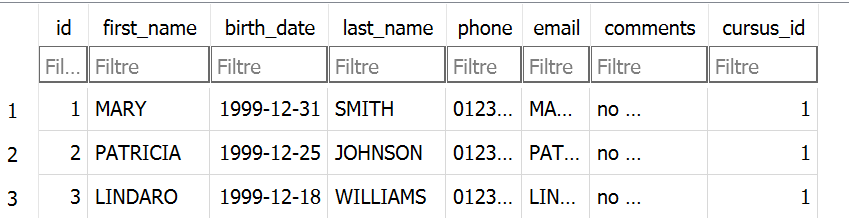 id first_name birth_date last_name phone email comments cursus_id
Fil... Filtre Filtre Filtre Filtre Filtre Filtre Filtre
1 1 MARY 1999-12-31 SMITH 0123... MA... no ... 1
2 2 PATRICIA 1999-12-25 JOHNSON 0123... PAT... no ... 1
3 3 LINDARO 1999-12-18 WILLIAMS 0123... LIN... no ... 1